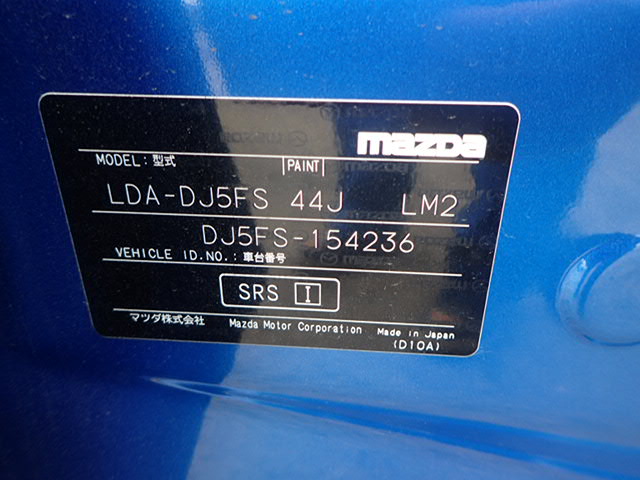 mazda
MODEL:型式 PAINT
LDA-DJ5FS 44J LM2
DJ5FS-154236
VEHICLE ID.NO.:車台番号
SRS I
マツダ株式会社 Mazda Motor Corporation Made in Japan
(D10A)